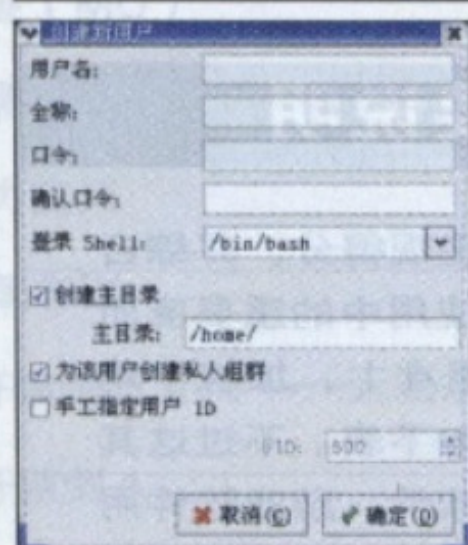 创建新用户
用户名:
全称:
口令:
确认口令:
登录 Shell: /bin/bash
创建主目录
主目录: /home/
为该用户创建私人组群
手工指定用户 ID
UID: 500
取消(C) 确定(O)